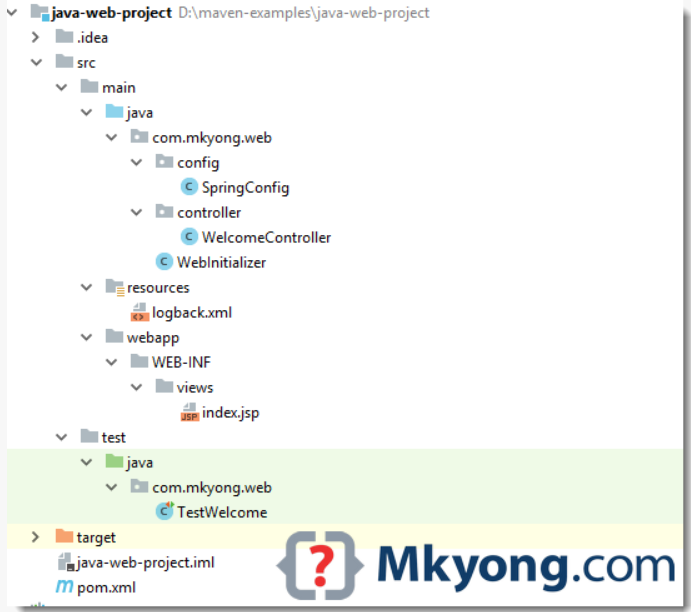 java-web-project D:\maven-examples\java-web-project
.idea
src
main
java
com.mkyong.web
config
C SpringConfig
controller
C WelcomeController
C WebInitializer
resources
logback.xml
webapp
WEB-INF
views
JSP index.jsp
test
java
com.mkyong.web
C TestWelcome
target
java-web-project.iml
m pom.xml
{?} Mkyong.com